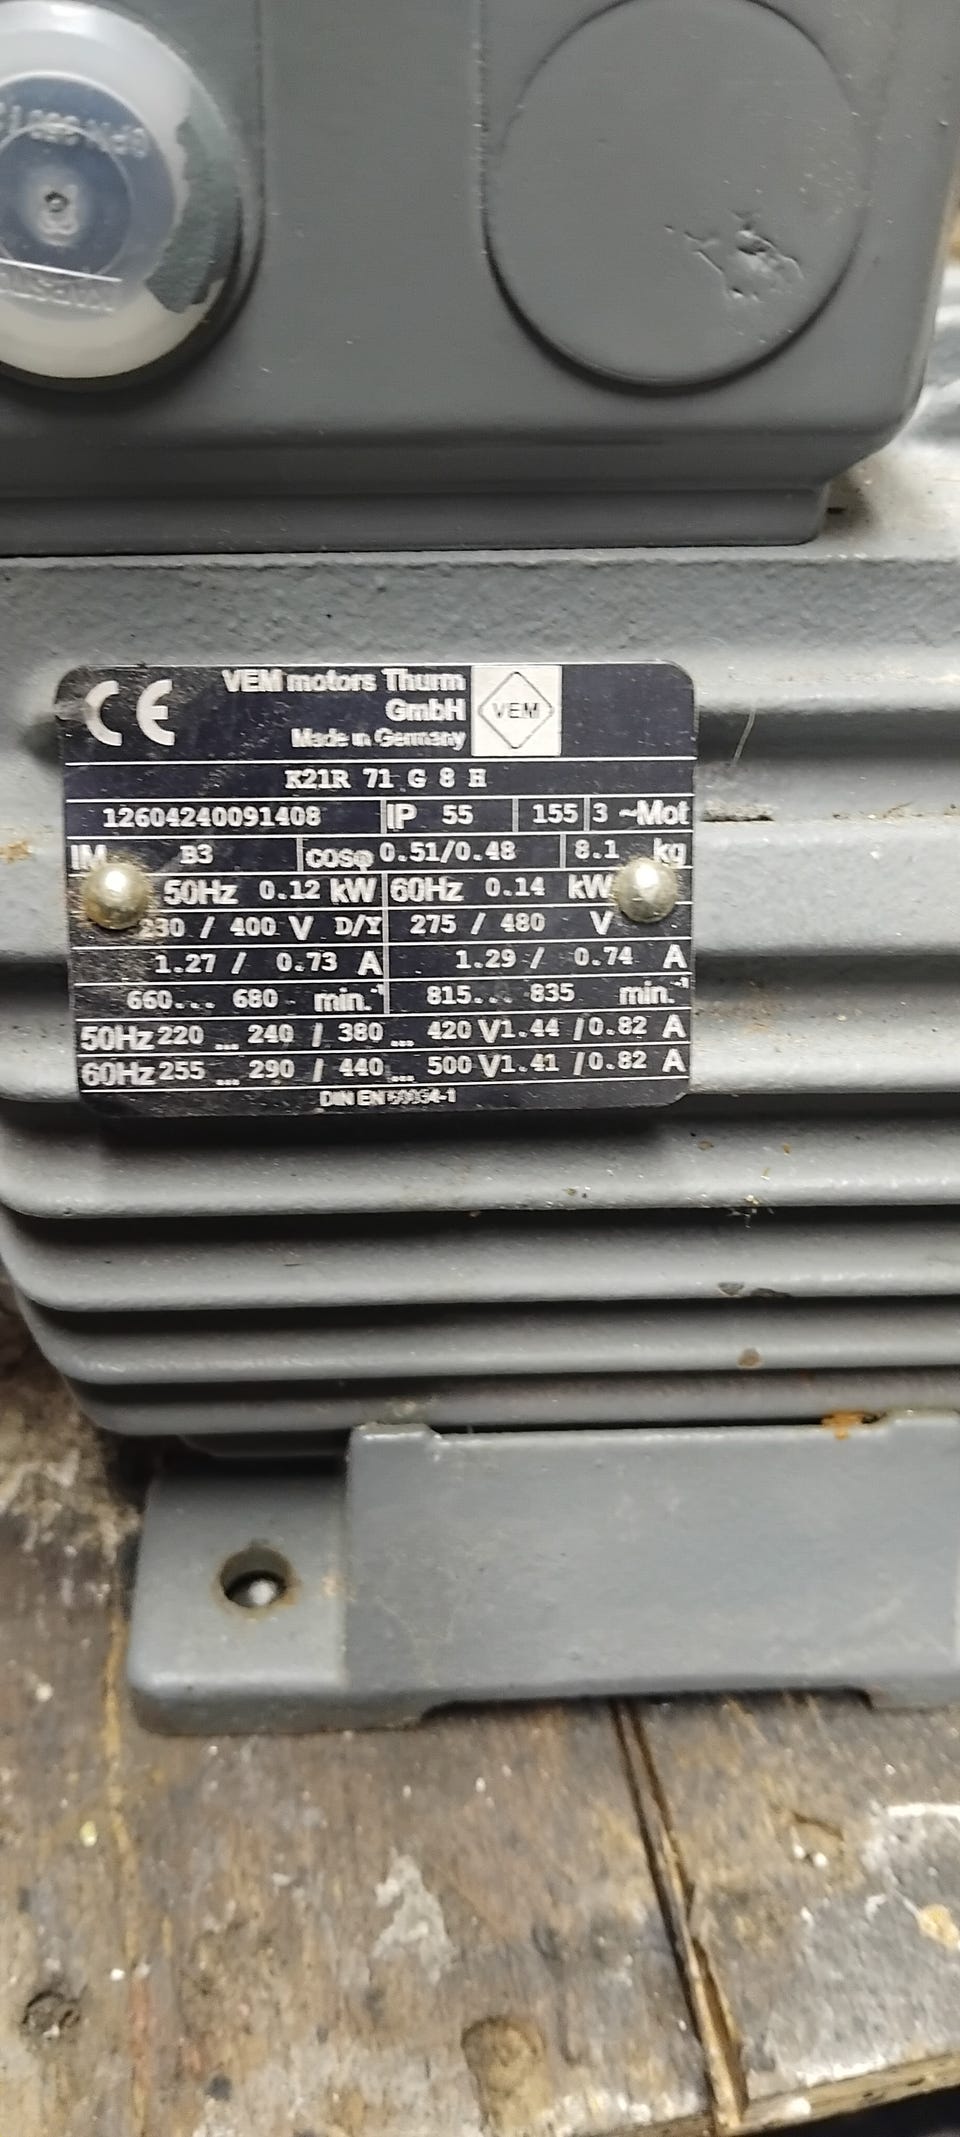 CE VEM motors Thurm
GmbH
Made in Germany
VEM
K21R 71 G 8 H
12604240091408 IP 55 155 3 ~Mot
IM B3 cosφ 0.51/0.48 8.1 kg
50Hz 0.12 kW 60Hz 0.14 kW
230 / 400 V D/Y 275 / 480 V
1.27 / 0.73 A 1.29 / 0.74 A
660... 680 min.⁻¹ 815... 835 min.⁻¹
50Hz 220 ... 240 / 380 ... 420 V 1.44 / 0.82 A
60Hz 255 ... 290 / 440 ... 500 V 1.41 / 0.82 A
DIN EN 60034-1